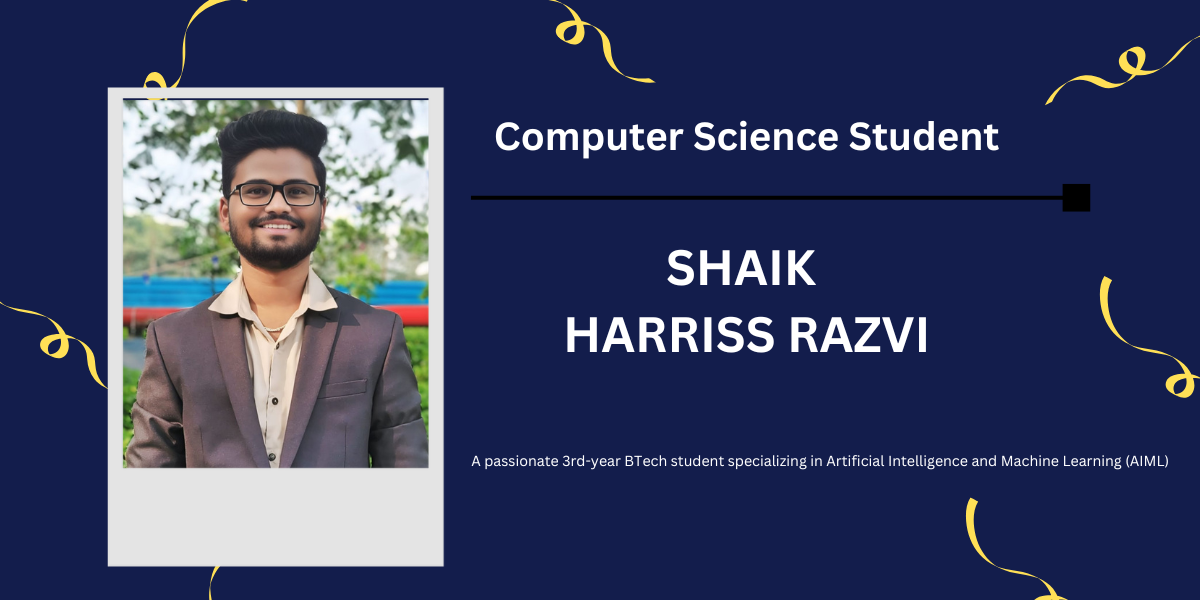 Computer Science Student
SHAIK
HARRISS RAZVI
A passionate 3rd-year BTech student specializing in Artificial Intelligence and Machine Learning (AIML)